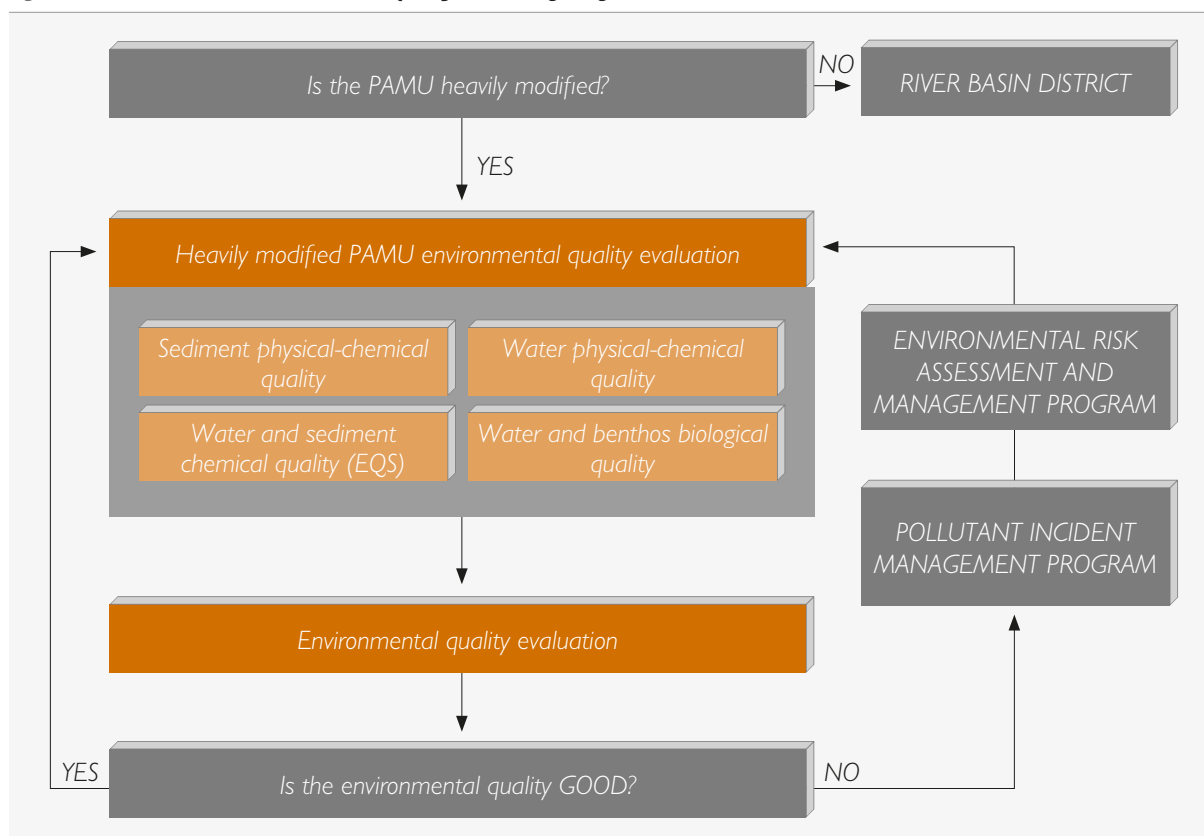 Is the PAMU heavily modified?
NO
RIVER BASIN DISTRICT
YES
Heavily modified PAMU environmental quality evaluation
Sediment physical-chemical
quality
Water physical-chemical
quality
Water and sediment
chemical quality (EQS)
Water and benthos biological
quality
ENVIRONMENTAL RISK
ASSESSMENT AND
MANAGEMENT PROGRAM
POLLUTANT INCIDENT
MANAGEMENT PROGRAM
Environmental quality evaluation
YES
Is the environmental quality GOOD?
NO